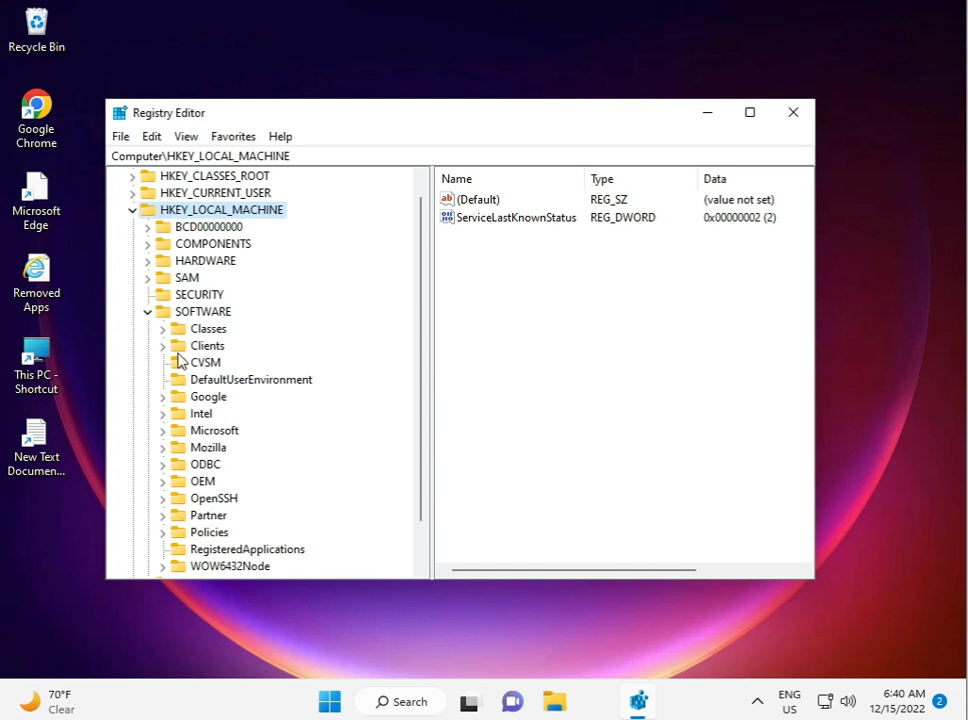 Recycle Bin
Google
Chrome
Microsoft
Edge
Removed
Apps
This PC -
Shortcut
New Text
Documen...
Registry Editor
File Edit View Favorites Help
Computer\HKEY_LOCAL_MACHINE
HKEY_CLASSES_ROOT
HKEY_CURRENT_USER
HKEY_LOCAL_MACHINE
BCD00000000
COMPONENTS
HARDWARE
SAM
SECURITY
SOFTWARE
Classes
Clients
CVSM
DefaultUserEnvironment
Google
Intel
Microsoft
Mozilla
ODBC
OEM
OpenSSH
Partner
Policies
RegisteredApplications
WOW6432Node
Name Type Data
(Default) REG_SZ (value not set)
ServiceLastKnownStatus REG_DWORD 0x00000002 (2)
70°F
Clear
Search
ENG
US
6:40 AM
12/15/2022
2